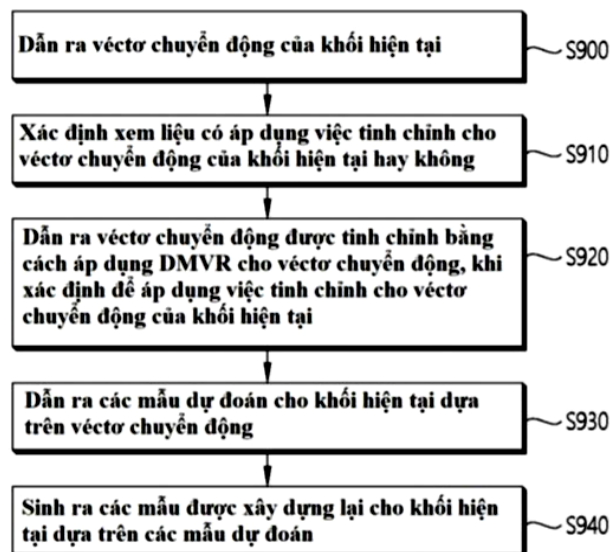 Dẫn ra véctơ chuyển động của khối hiện tại
S900
Xác định xem liệu có áp dụng việc tinh chỉnh cho
véctơ chuyển động của khối hiện tại hay không
S910
Dẫn ra véctơ chuyển động được tinh chỉnh bằng
cách áp dụng DMVR cho véctơ chuyển động, khi
xác định để áp dụng việc tinh chỉnh cho véctơ
chuyển động của khối hiện tại
S920
Dẫn ra các mẫu dự đoán cho khối hiện tại dựa
trên véctơ chuyển động
S930
Sinh ra các mẫu được xây dựng lại cho khối hiện
tại dựa trên các mẫu dự đoán
S940